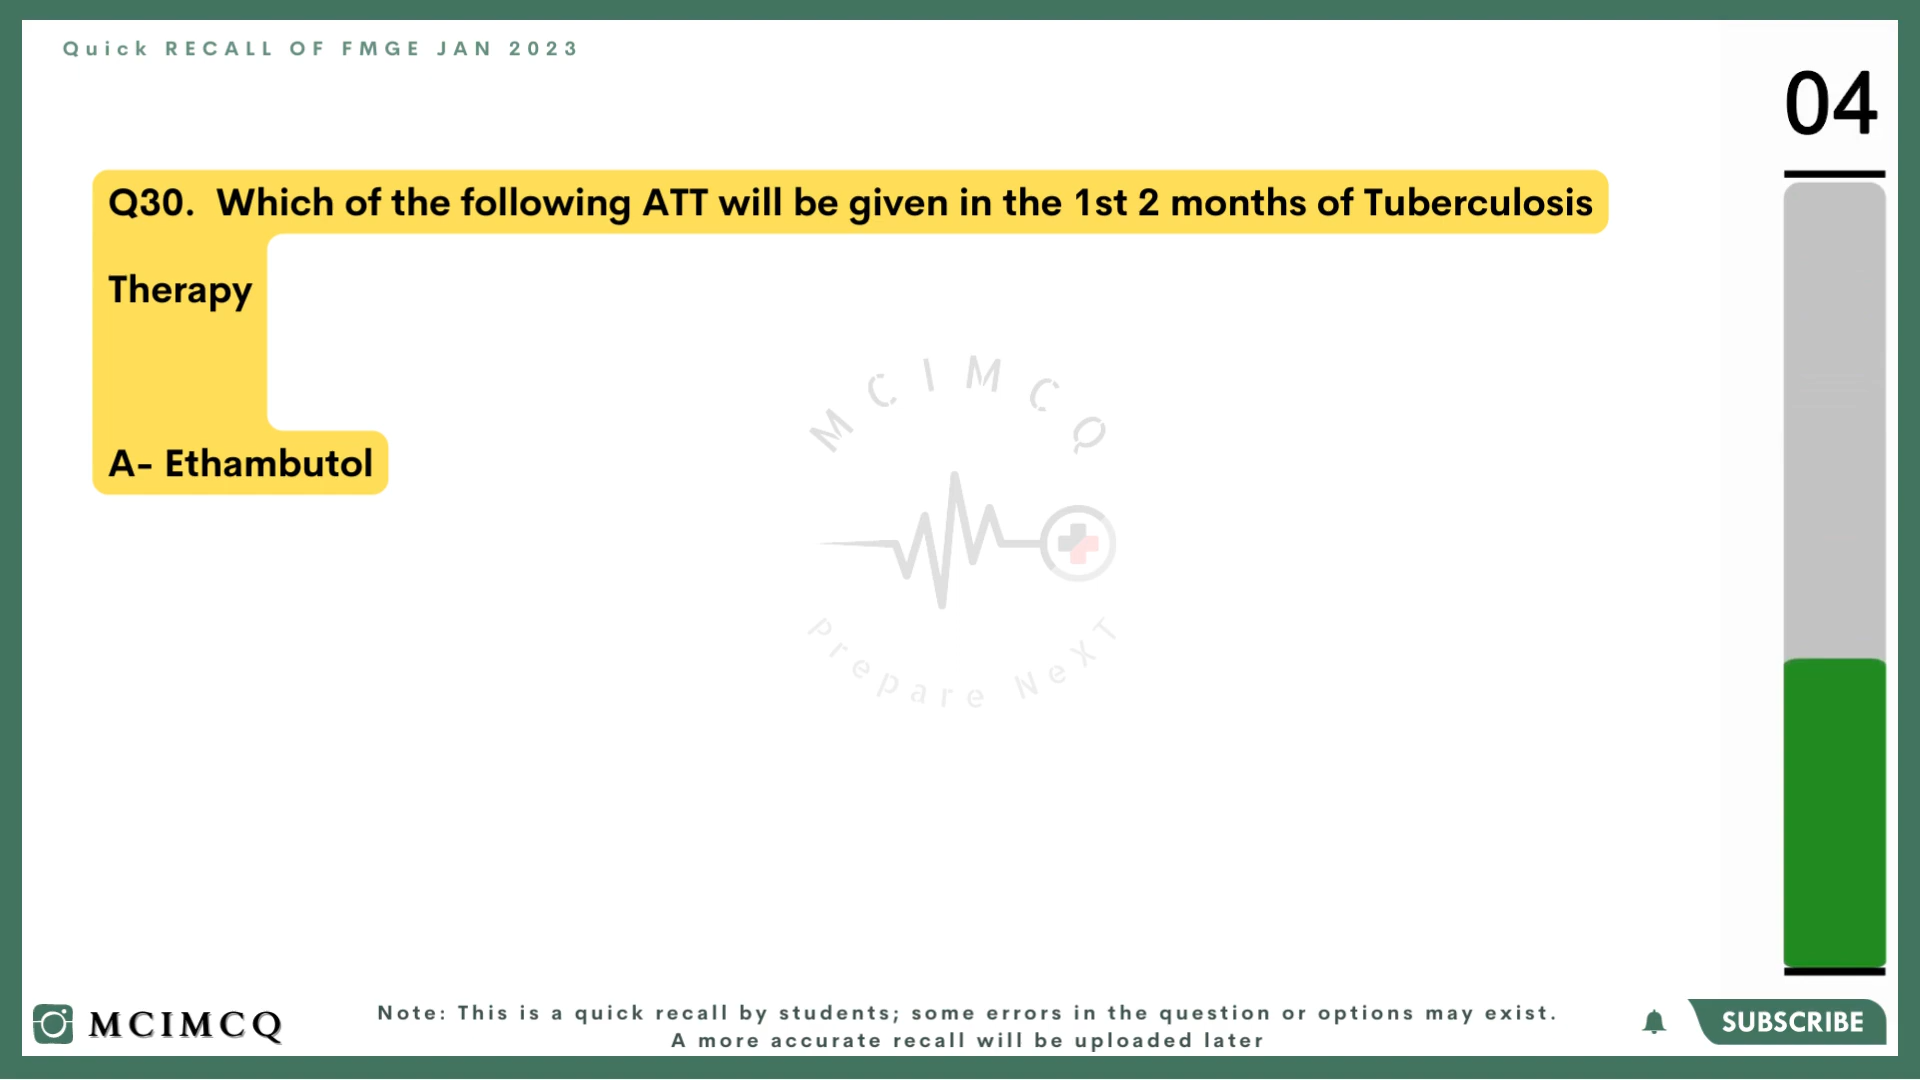 Quick RECALL OF FMGE JAN 2023
04
Q30. Which of the following ATT will be given in the 1st 2 months of Tuberculosis
Therapy
A- Ethambutol
MCIMCQ
Prepare NeXT
MCIMCQ
Note: This is a quick recall by students; some errors in the question or options may exist.
A more accurate recall will be uploaded later
SUBSCRIBE